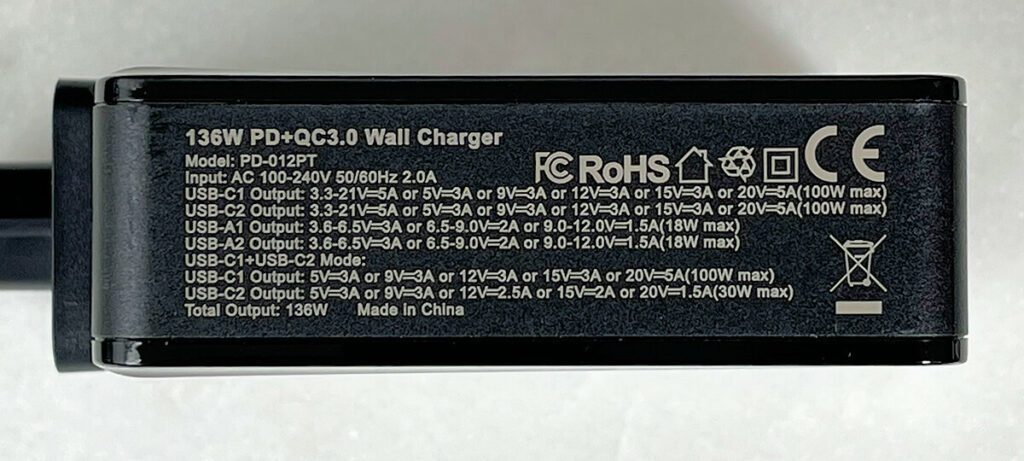 136W PD+QC3.0 Wall Charger
Model: PD-012PT
Input: AC 100-240V 50/60Hz 2.0A
FC RoHS CE
USB-C1 Output: 3.3-21V⎓5A or 5V⎓3A or 9V⎓3A or 12V⎓3A or 15V⎓3A or 20V⎓5A(100W max)
USB-C2 Output: 3.3-21V⎓5A or 5V⎓3A or 9V⎓3A or 12V⎓3A or 15V⎓3A or 20V⎓5A(100W max)
USB-A1 Output: 3.6-6.5V⎓3A or 6.5-9.0V⎓2A or 9.0-12.0V⎓1.5A(18W max)
USB-A2 Output: 3.6-6.5V⎓3A or 6.5-9.0V⎓2A or 9.0-12.0V⎓1.5A(18W max)
USB-C1+USB-C2 Mode:
USB-C1 Output: 5V⎓3A or 9V⎓3A or 12V⎓3A or 15V⎓3A or 20V⎓5A(100W max)
USB-C2 Output: 5V⎓3A or 9V⎓3A or 12V⎓2.5A or 15V⎓2A or 20V⎓1.5A(30W max)
Total Output: 136W Made in China